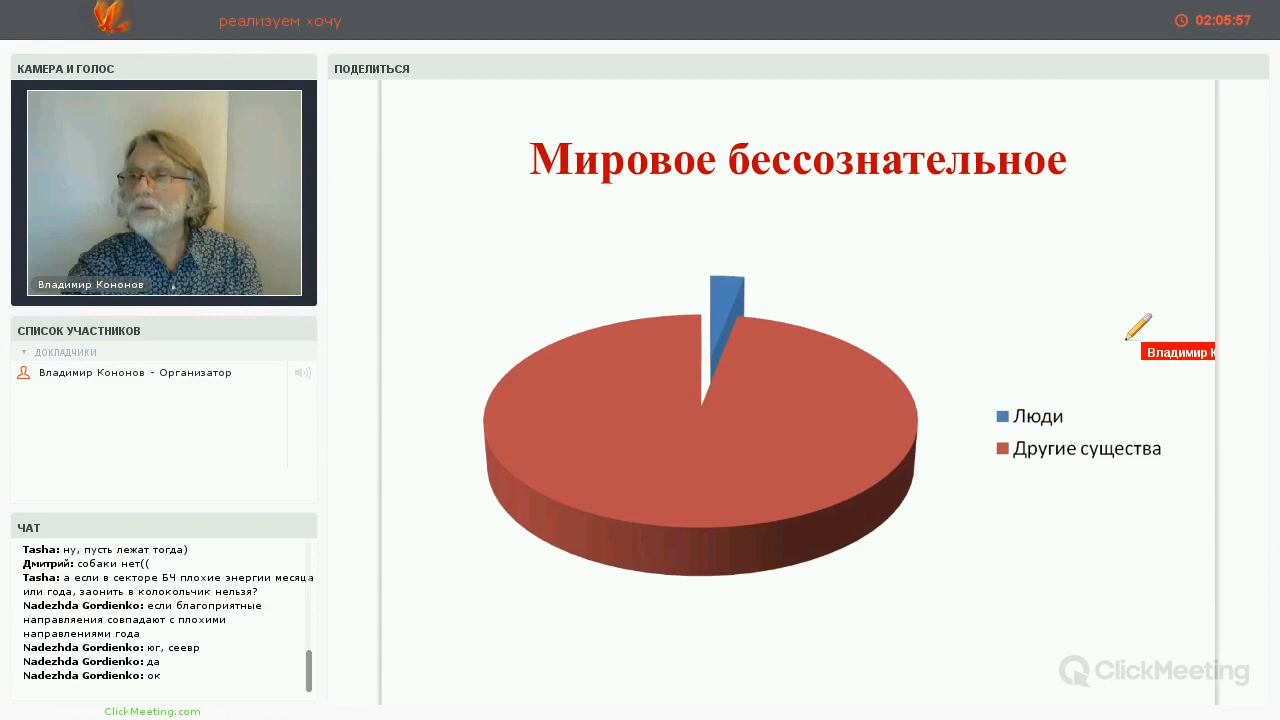 реализуем хочу
02:05:57
КАМЕРА И ГОЛОС
Владимир Кононов
СПИСОК УЧАСТНИКОВ
ДОКЛАДЧИКИ
Владимир Кононов - Организатор
ЧАТ
Tasha: ну, пусть лежат тогда)
Дмитрий: собаки нет((
Tasha: а если в секторе БЧ плохие энергии месяца
или года, заонить в колокольчик нельзя?
Nadezhda Gordienko: если благоприятные
направляения совпадают с плохими
направлениями года
Nadezhda Gordienko: юг, сеевр
Nadezhda Gordienko: да
Nadezhda Gordienko: ок
ClickMeeting.com
ПОДЕЛИТЬСЯ
Мировое бессознательное
Владимир К
Люди
Другие существа
ClickMeeting